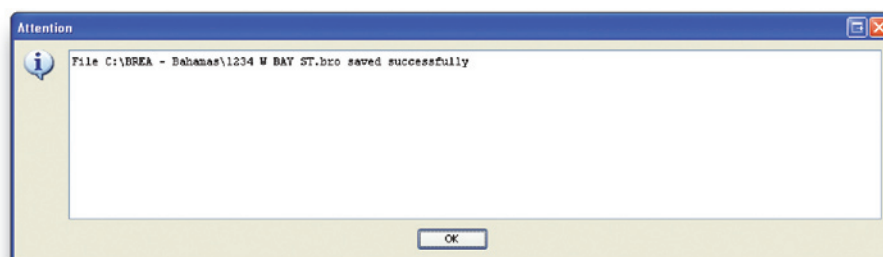 Attention
File C:\BREA - Bahamas\1234 W BAY ST.bro saved successfully
OK